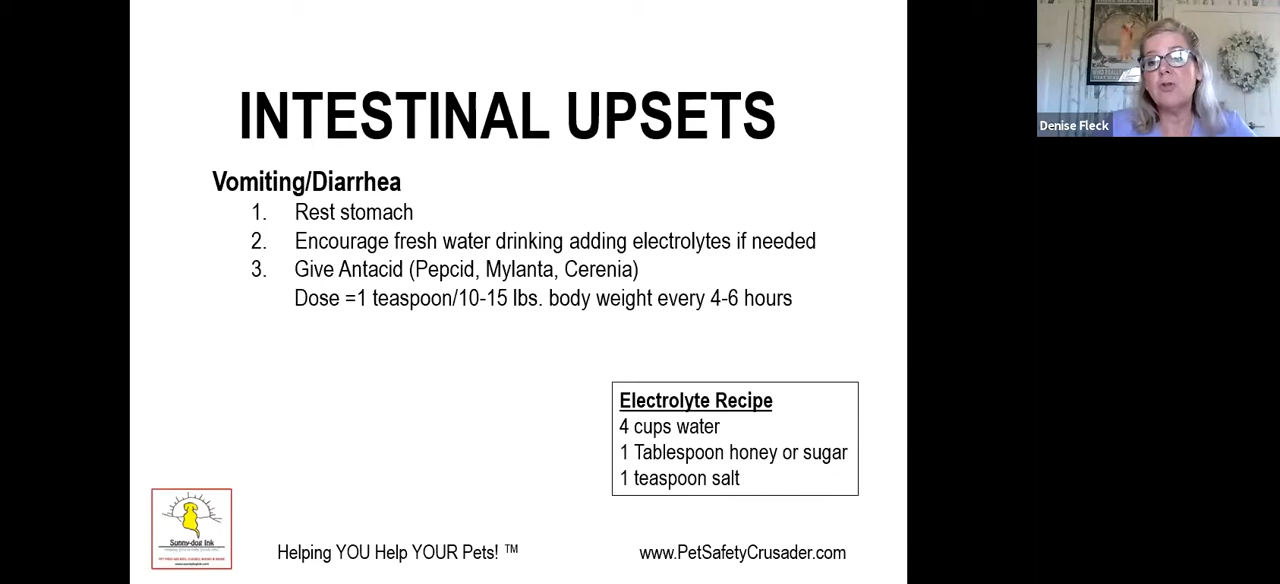 INTESTINAL UPSETS
Vomiting/Diarrhea
1. Rest stomach
2. Encourage fresh water drinking adding electrolytes if needed
3. Give Antacid (Pepcid, Mylanta, Cerenia)
Dose =1 teaspoon/10-15 lbs. body weight every 4-6 hours
Electrolyte Recipe
4 cups water
1 Tablespoon honey or sugar
1 teaspoon salt
Sunny-dog Ink
Helping YOU Help YOUR Pets! ™
www.PetSafetyCrusader.com
Denise Fleck